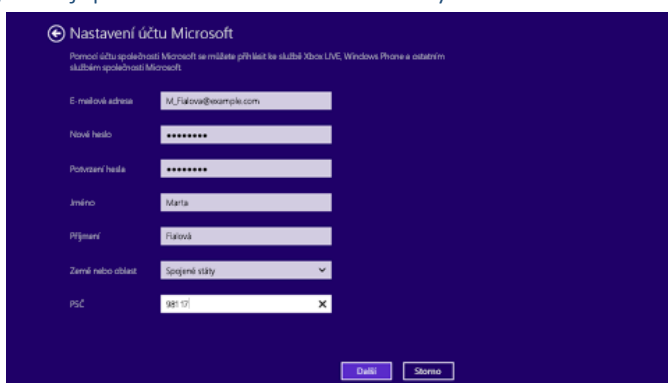 Nastavení účtu Microsoft
Pomocí účtu společnosti Microsoft se můžete přihlásit ke službě Xbox LIVE, Windows Phone a ostatním
službám společnosti Microsoft.
E-mailová adresa M_Fialova@example.com
Nové heslo ••••••••
Potvrzení hesla ••••••••
Jméno Marta
Příjmení Fialová
Země nebo oblast Spojené státy
PSČ 98117
Další Storno